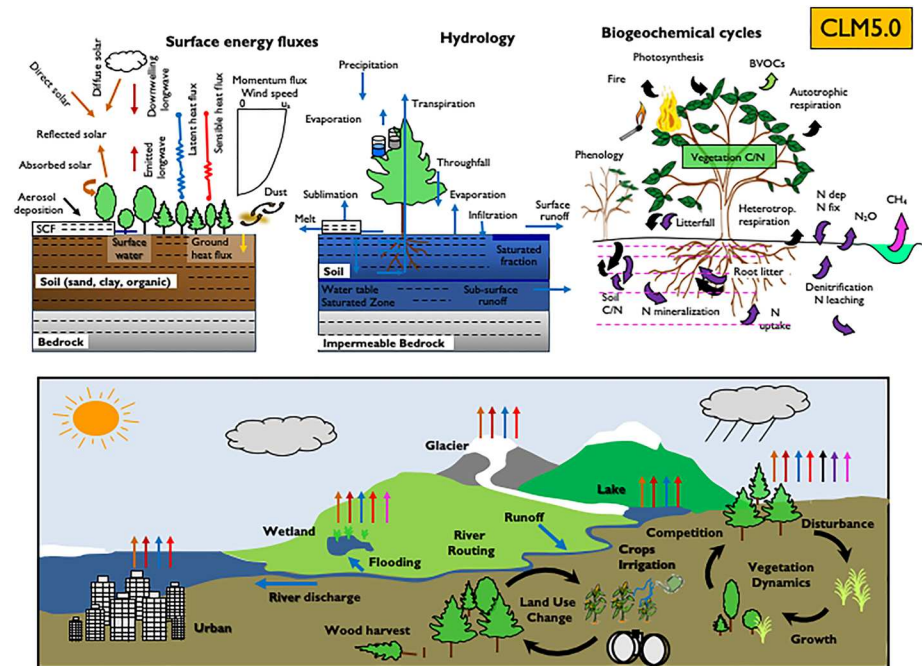 CLM5.0
Surface energy fluxes
Hydrology
Biogeochemical cycles
Direct solar
Diffuse solar
Downwelling
longwave
Reflected solar
Absorbed solar
Emitted
longwave
Latent heat flux
Sensible heat flux
Momentum flux
Wind speed
0
Dust
Aerosol
deposition
SCF
Surface
water
Ground
heat flux
Soil (sand, clay, organic)
Bedrock
Precipitation
Transpiration
Evaporation
Throughfall
Sublimation
Evaporation
Melt
Infiltration
Surface
runoff
Saturated
fraction
Soil
Water table
Saturated Zone
Sub-surface
runoff
Impermeable Bedrock
Photosynthesis
BVOCs
Fire
Autotrophic
respiration
Phenology
Vegetation C/N
Litterfall
Heterotrop.
respiration
N dep
N fix
N₂O
CH₄
Root litter
Denitrification
N leaching
Soil
C/N
N mineralization
N
uptake
Glacier
Lake
Wetland
Runoff
River
Routing
Flooding
River discharge
Urban
Wood harvest
Land Use
Change
Crops
Irrigation
Competition
Disturbance
Vegetation
Dynamics
Growth